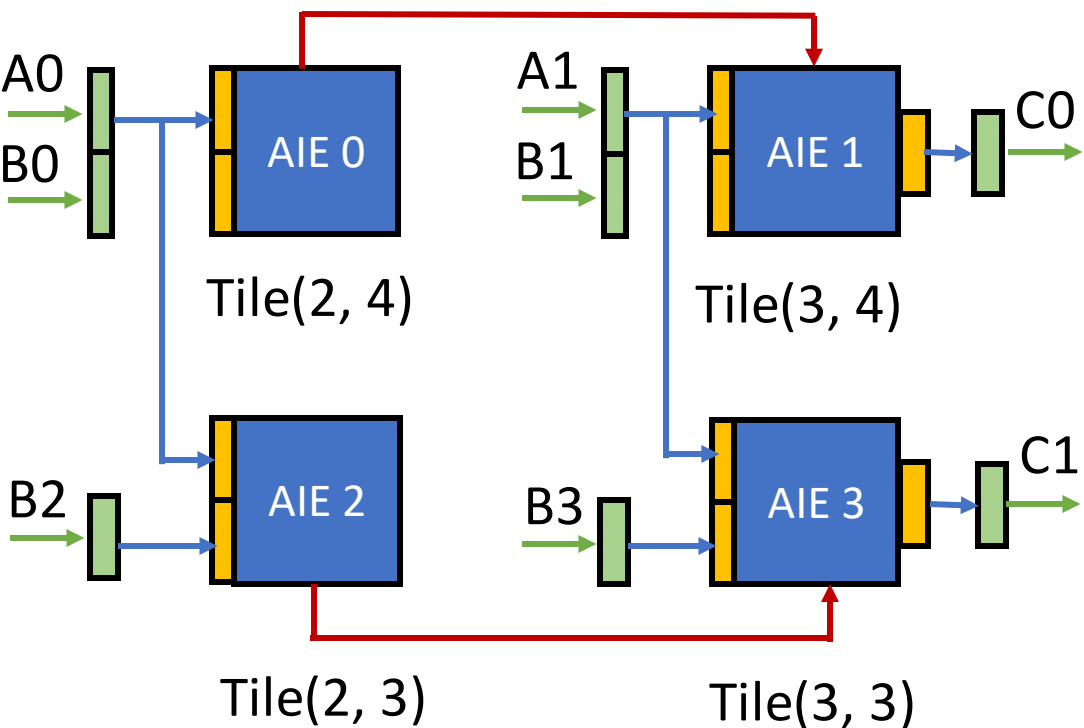 A0
B0
AIE 0
Tile(2, 4)
A1
B1
AIE 1
C0
Tile(3, 4)
B2
AIE 2
Tile(2, 3)
B3
AIE 3
C1
Tile(3, 3)